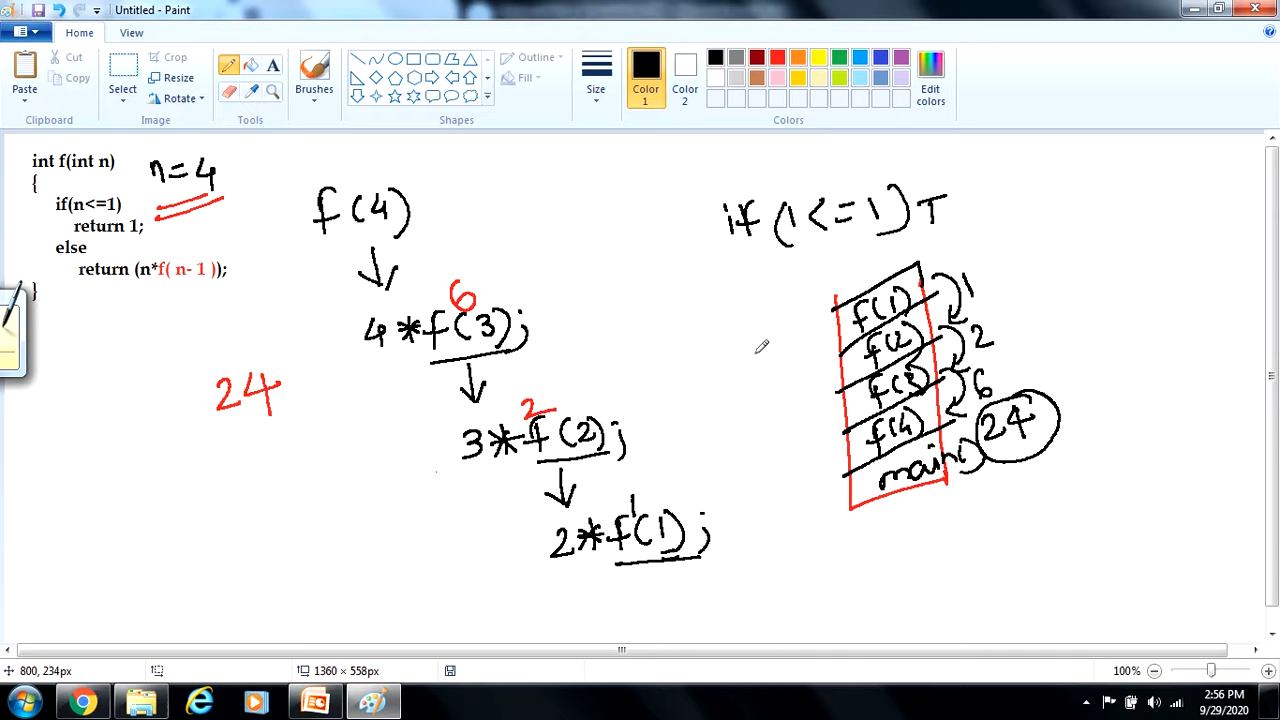 Untitled - Paint
Home
View
Paste
Cut
Copy
Clipboard
Select
Crop
Resize
Rotate
Image
Tools
Brushes
Outline
Fill
Shapes
Size
Color 1
Color 2
Edit colors
Colors
int f(int n)
{
if(n<=1)
return 1;
else
return (n*f( n- 1 ));
}
n=4
f(4)
6
4*f(3);
2
3*f(2);
1
2*f(1);
24
if(1<=1)T
f(1) 1
f(2) 2
f(3) 6
f(4) 24
main()
800, 234px
1360 × 558px
100%
2:56 PM
9/29/2020